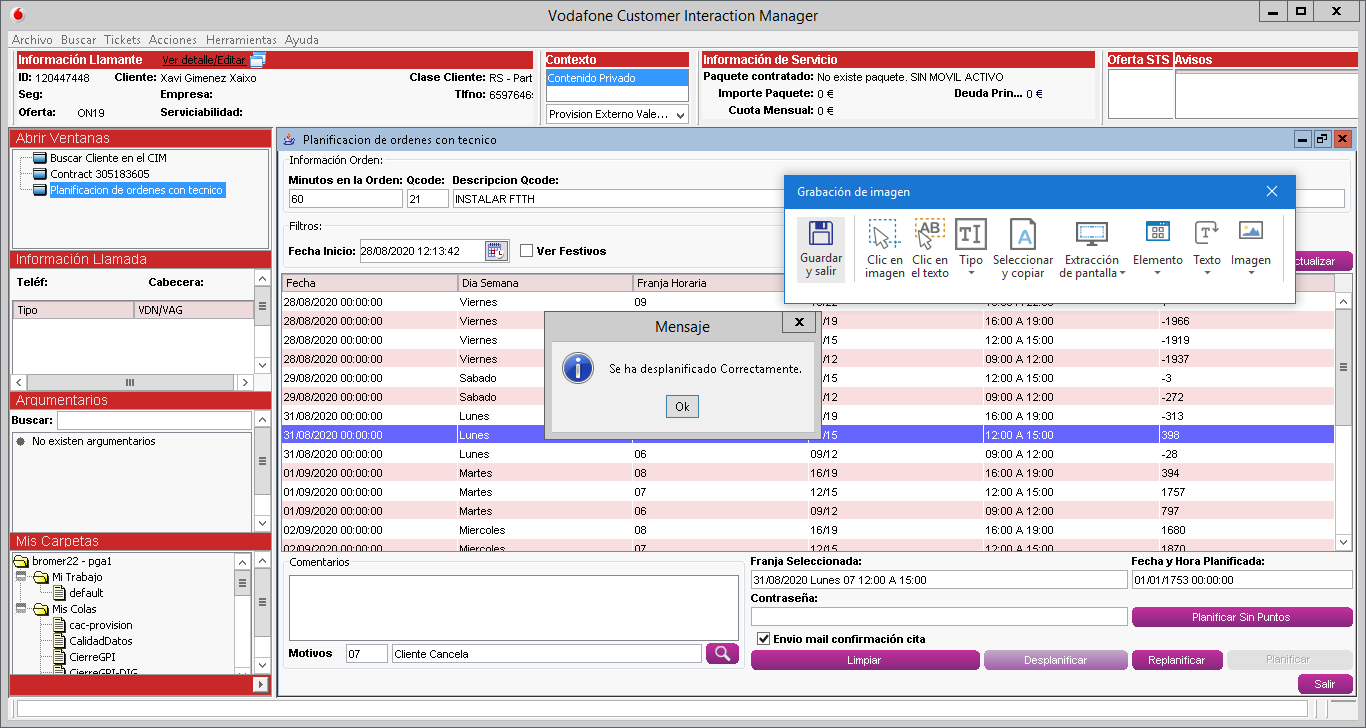 Vodafone Customer Interaction Manager
Archivo Buscar Tickets Acciones Herramientas Ayuda
Información Llamante Ver detalle/Editar
ID: 120447448 Cliente: Xavi Gimenez Xaixo Clase Cliente: RS - Part
Seg: Empresa: Tlfno: 6597646
Oferta: ON19 Serviciabilidad:
Contexto
Contenido Privado
Provision Externo Vale...
Información de Servicio
Paquete contratado: No existe paquete. SIN MOVIL ACTIVO
Importe Paquete: 0 € Deuda Prin... 0 €
Cuota Mensual: 0 €
Oferta STS Avisos
Abrir Ventanas
Buscar Cliente en el CIM
Contract 305183605
Planificacion de ordenes con tecnico
Información Llamada
Teléf: Cabecera:
Tipo VDN/VAG
Argumentarios
Buscar:
No existen argumentarios
Mis Carpetas
bromer22 - pga1
Mi Trabajo
default
Mis Colas
cac-provision
CalidadDatos
CierreGPI
CierreGPI-DIG
Planificacion de ordenes con tecnico
Información Orden:
Minutos en la Orden: Qcode: Descripcion Qcode:
60 21 INSTALAR FTTH
Filtros:
Fecha Inicio: 28/08/2020 12:13:42 Ver Festivos
ctualizar
Grabación de imagen
Guardar y salir
Clic en imagen
Clic en el texto
Tipo
Seleccionar y copiar
Extracción de pantalla
Elemento
Texto
Imagen
Fecha Dia Semana Franja Horaria
28/08/2020 00:00:00 Viernes 09
28/08/2020 00:00:00 Viernes /19 16:00 A 19:00 -1966
28/08/2020 00:00:00 Viernes /15 12:00 A 15:00 -1919
28/08/2020 00:00:00 Viernes /12 09:00 A 12:00 -1937
29/08/2020 00:00:00 Sabado /15 12:00 A 15:00 -3
29/08/2020 00:00:00 Sabado /12 09:00 A 12:00 -272
31/08/2020 00:00:00 Lunes /19 16:00 A 19:00 -313
31/08/2020 00:00:00 Lunes /15 12:00 A 15:00 398
31/08/2020 00:00:00 Lunes 06 09/12 09:00 A 12:00 -28
01/09/2020 00:00:00 Martes 08 16/19 16:00 A 19:00 394
01/09/2020 00:00:00 Martes 07 12/15 12:00 A 15:00 1757
01/09/2020 00:00:00 Martes 06 09/12 09:00 A 12:00 797
02/09/2020 00:00:00 Miercoles 08 16/19 16:00 A 19:00 1680
02/09/2020 00:00:00 Miercoles 07 12/15 12:00 A 15:00 1870
Mensaje
Se ha desplanificado Correctamente.
Ok
Comentarios
Motivos 07 Cliente Cancela
Franja Seleccionada: Fecha y Hora Planificada:
31/08/2020 Lunes 07 12:00 A 15:00 01/01/1753 00:00:00
Contraseña:
Planificar Sin Puntos
Envio mail confirmación cita
Limpiar Desplanificar Replanificar Planificar
Salir